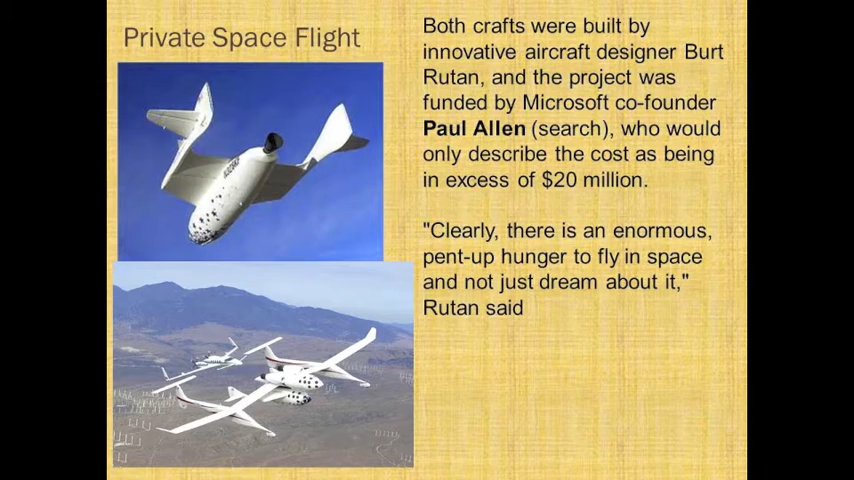 Private Space Flight
Both crafts were built by
innovative aircraft designer Burt
Rutan, and the project was
funded by Microsoft co-founder
Paul Allen (search), who would
only describe the cost as being
in excess of $20 million.
"Clearly, there is an enormous,
pent-up hunger to fly in space
and not just dream about it,"
Rutan said